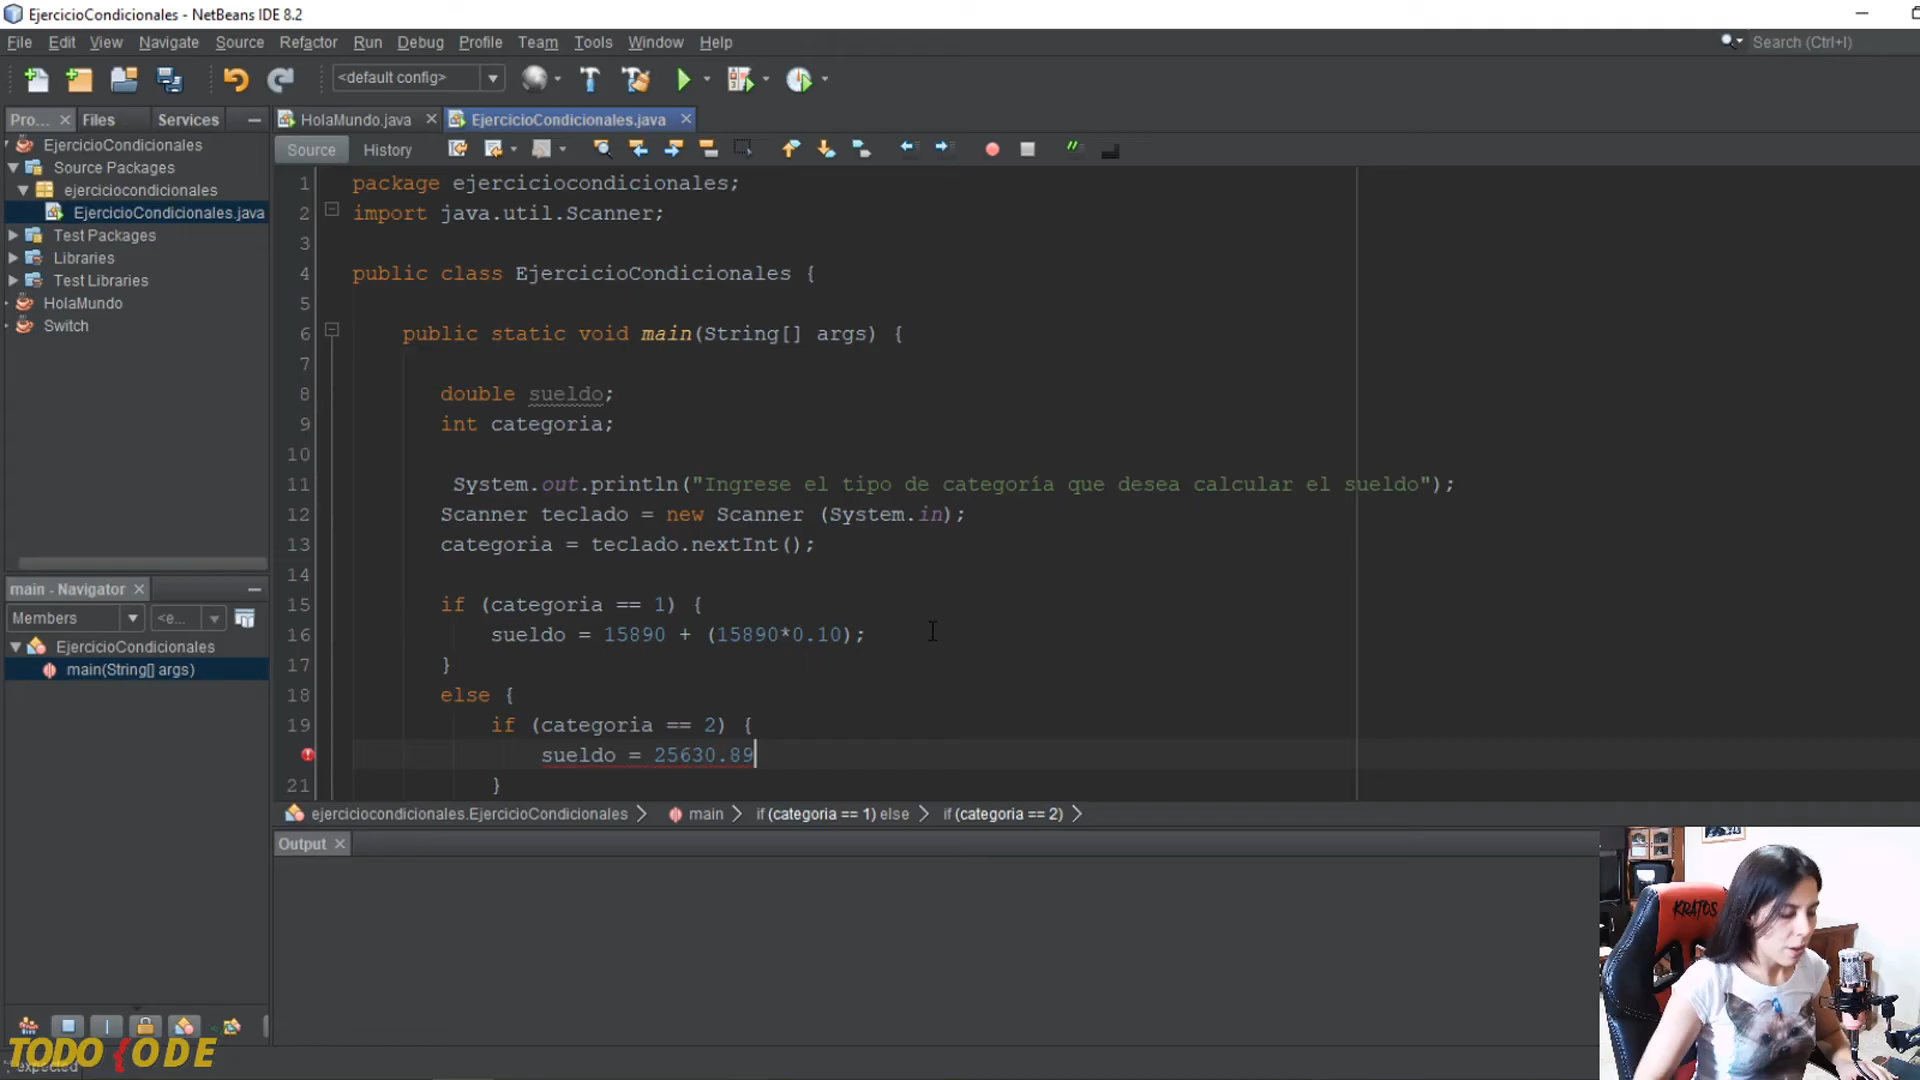 EjercicioCondicionales - NetBeans IDE 8.2
File Edit View Navigate Source Refactor Run Debug Profile Team Tools Window Help
Search (Ctrl+I)
<default config>
Pro... Files Services
HolaMundo.java EjercicioCondicionales.java
Source History
EjercicioCondicionales
Source Packages
ejerciciocondicionales
EjercicioCondicionales.java
Test Packages
Libraries
Test Libraries
HolaMundo
Switch
main - Navigator
Members <e...
EjercicioCondicionales
main(String[] args)
1 package ejerciciocondicionales;
2 import java.util.Scanner;
3
4 public class EjercicioCondicionales {
5
6 public static void main(String[] args) {
7
8 double sueldo;
9 int categoria;
10
11 System.out.println("Ingrese el tipo de categoría que desea calcular el sueldo");
12 Scanner teclado = new Scanner (System.in);
13 categoria = teclado.nextInt();
14
15 if (categoria == 1) {
16 sueldo = 15890 + (15890*0.10);
17 }
18 else {
19 if (categoria == 2) {
sueldo = 25630.89
21 }
ejerciciocondicionales.EjercicioCondicionales main if (categoria == 1) else if (categoria == 2)
Output
KRATOS
TODO {ODE
expected